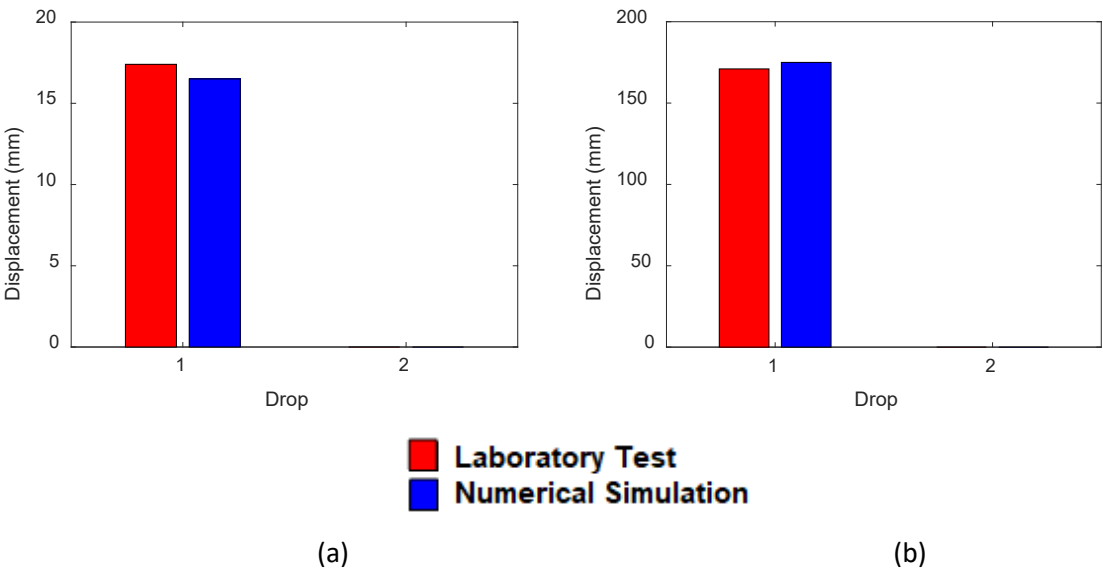 20
15
10
5
0
Displacement (mm)
1 2
Drop
200
150
100
50
0
Displacement (mm)
1 2
Drop
Laboratory Test
Numerical Simulation
(a) (b)